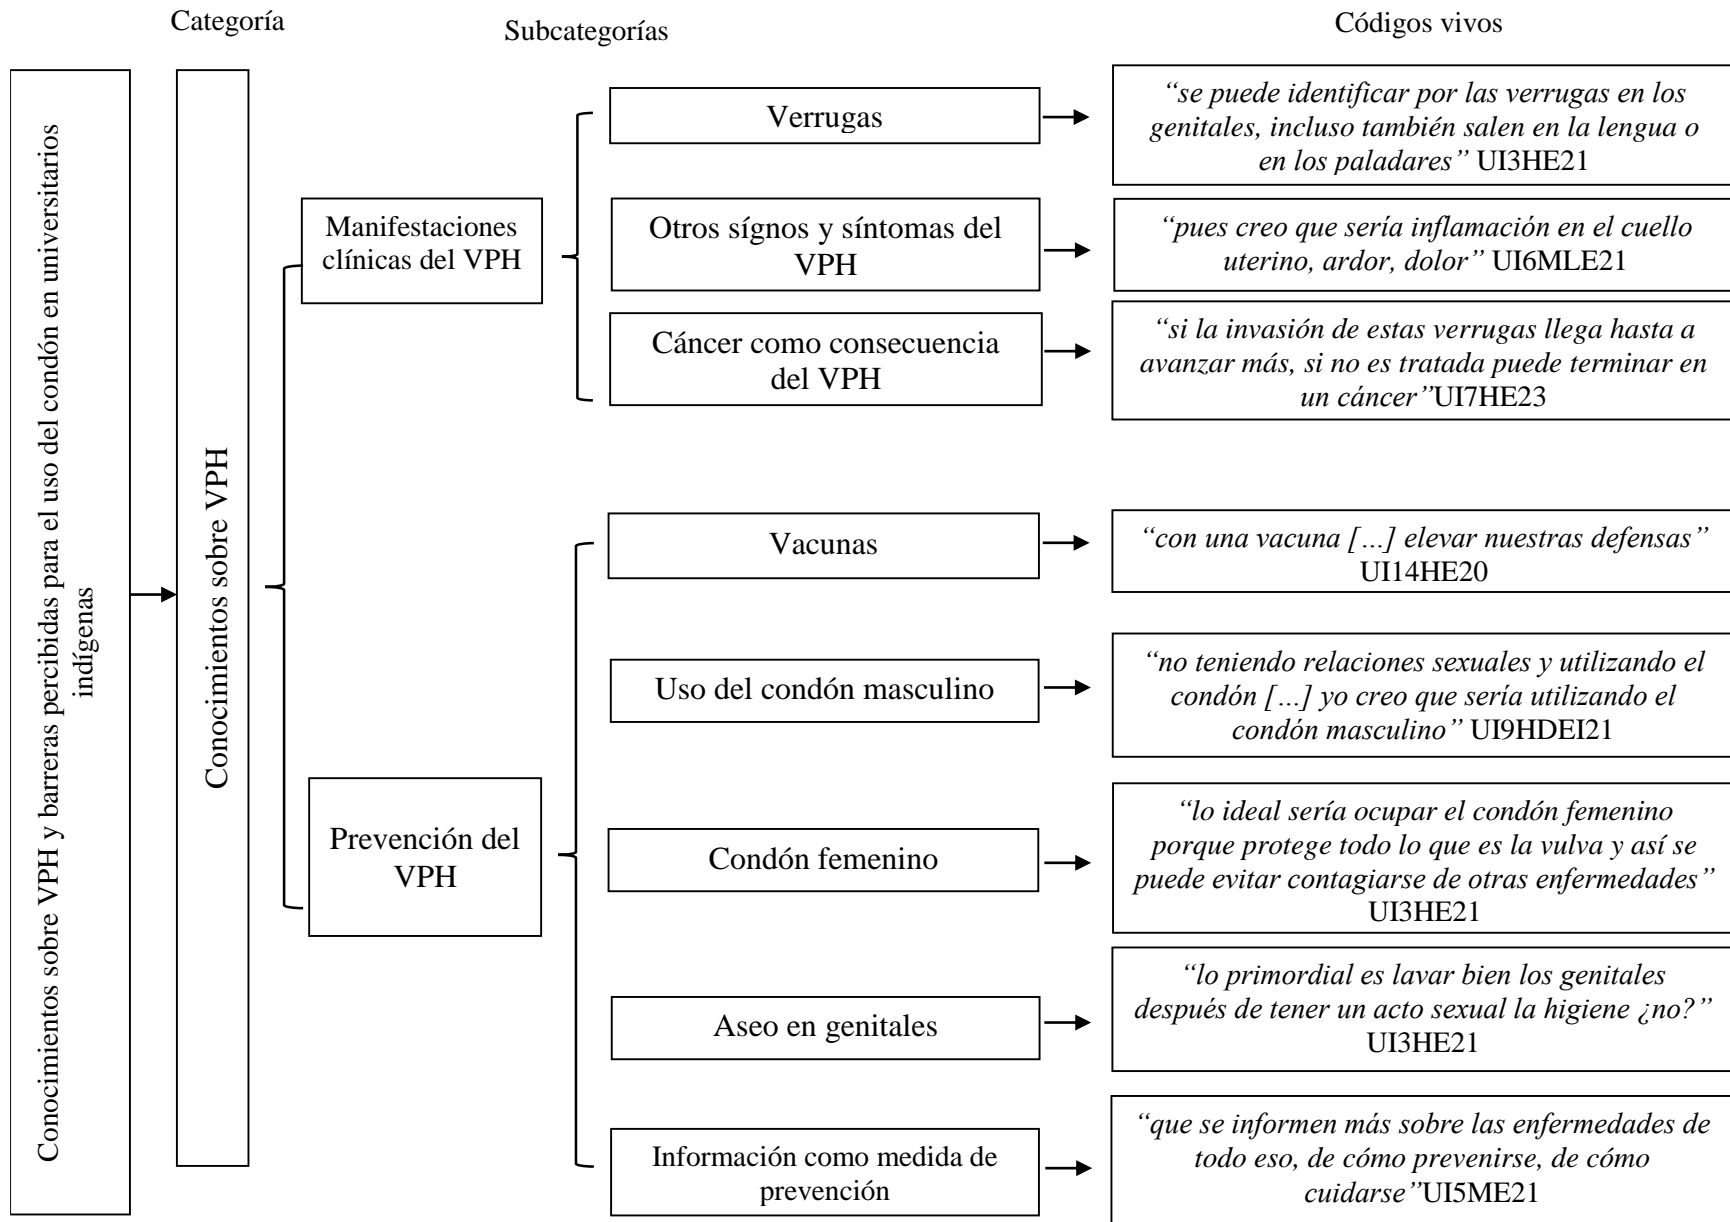 Categoría
Subcategorías
Códigos vivos
Conocimientos sobre VPH y barreras percibidas para el uso del condón en universitarios
indígenas
Conocimientos sobre VPH
Manifestaciones
clínicas del VPH
Verrugas
“se puede identificar por las verrugas en los
genitales, incluso también salen en la lengua o
en los paladares” UI3HE21
Otros sígnos y síntomas del
VPH
“pues creo que sería inflamación en el cuello
uterino, ardor, dolor” UI6MLE21
Cáncer como consecuencia
del VPH
“si la invasión de estas verrugas llega hasta a
avanzar más, si no es tratada puede terminar en
un cáncer”UI7HE23
Prevención del
VPH
Vacunas
“con una vacuna […] elevar nuestras defensas”
UI14HE20
Uso del condón masculino
“no teniendo relaciones sexuales y utilizando el
condón […] yo creo que sería utilizando el
condón masculino” UI9HDEI21
Condón femenino
“lo ideal sería ocupar el condón femenino
porque protege todo lo que es la vulva y así se
puede evitar contagiarse de otras enfermedades”
UI3HE21
Aseo en genitales
“lo primordial es lavar bien los genitales
después de tener un acto sexual la higiene ¿no?”
UI3HE21
Información como medida de
prevención
“que se informen más sobre las enfermedades de
todo eso, de cómo prevenirse, de cómo
cuidarse”UI5ME21